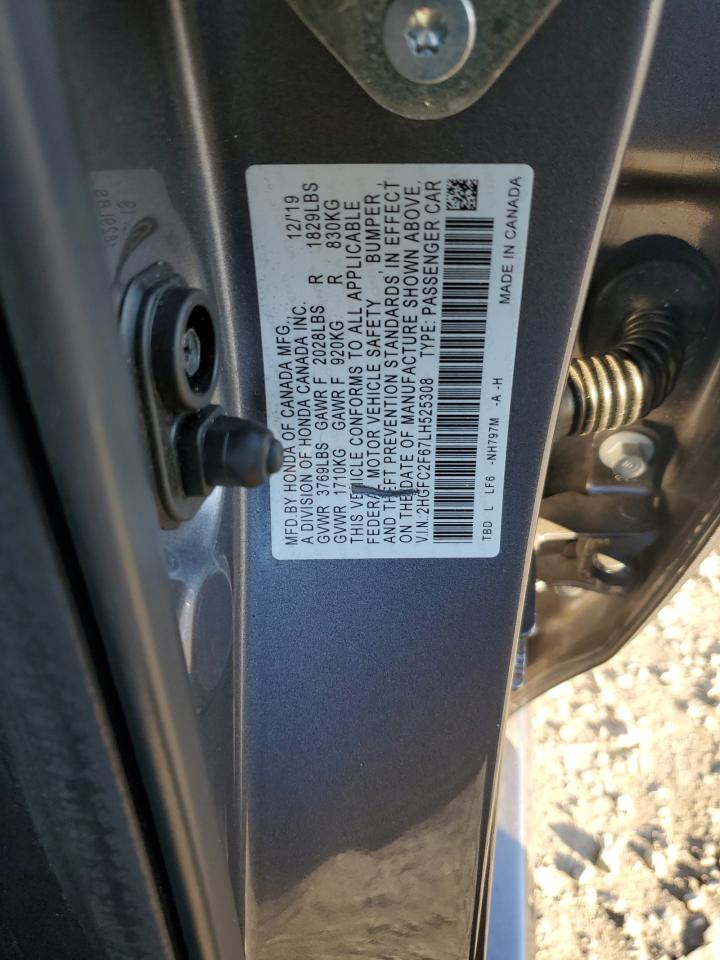 MFD.BY HONDA OF CANADA MFG., 12/'19
A DIVISION OF HONDA CANADA INC.
GVWR 3769LBS GAWR F 2028LBS R 1829LBS
GVWR 1710KG GAWR F 920KG R 830KG
THIS VEHICLE CONFORMS TO ALL APPLICABLE
FEDERAL MOTOR VEHICLE SAFETY, BUMPER,
AND THEFT PREVENTION STANDARDS IN EFFECT
ON THE DATE OF MANUFACTURE SHOWN ABOVE.
V.I.N. 2HGFC2F67LH525308 TYPE: PASSENGER CAR
TBD L LF6 -NH797M -A -H
MADE IN CANADA